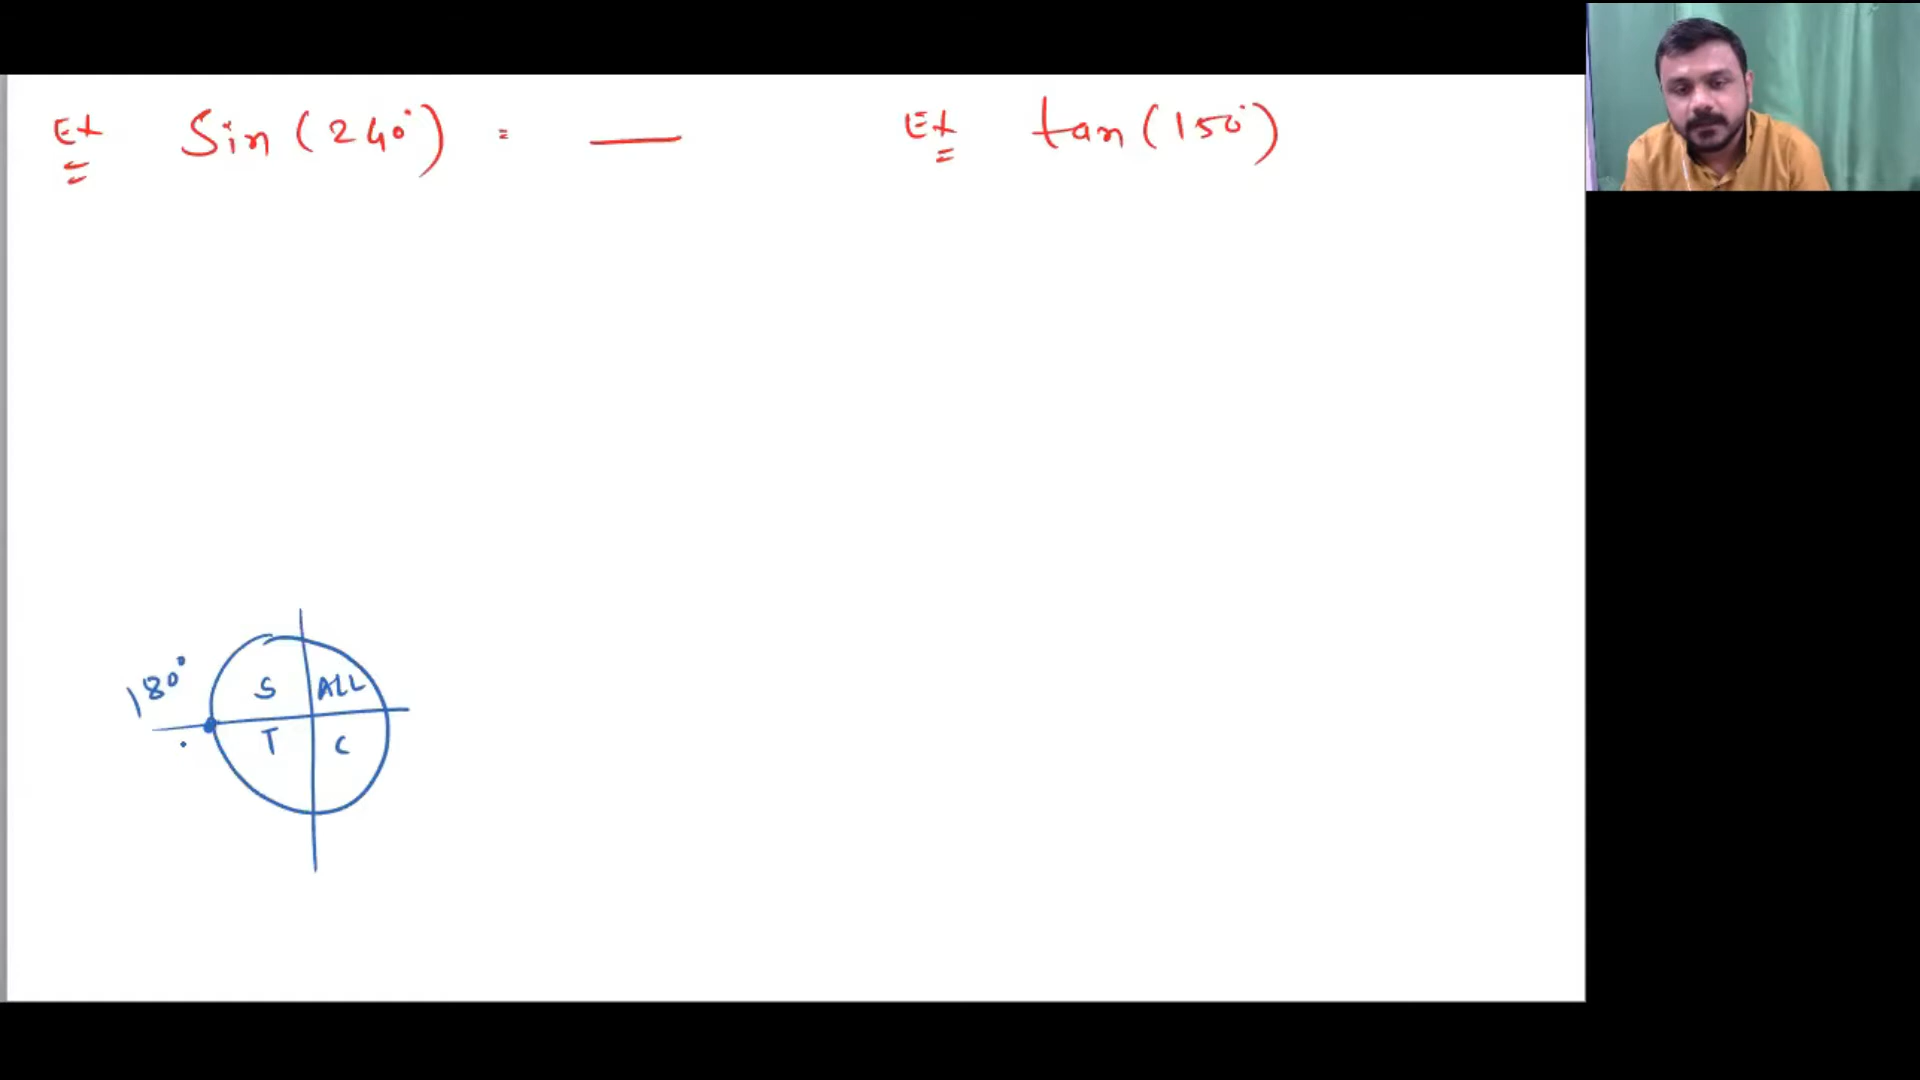 Ex Sin(240°) = ___
Ex tan(150°)
180°
S ALL
T C